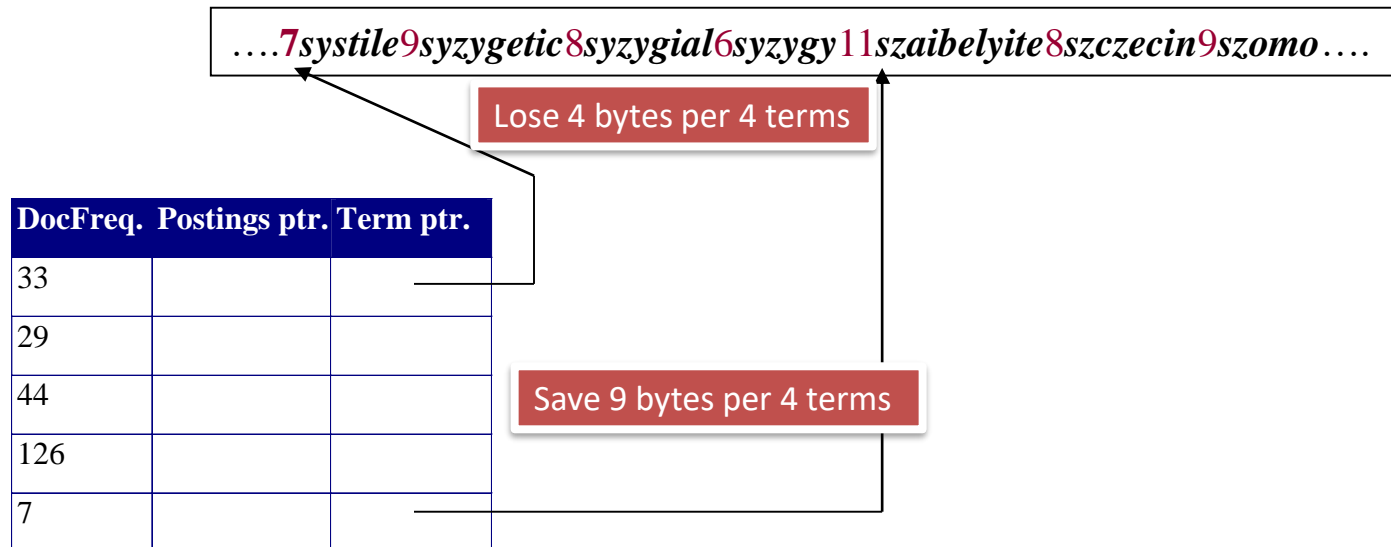 ….7systile9syzygetic8syzygial6syzygy11szaibelyite8szczecin9szomo….
Lose 4 bytes per 4 terms
DocFreq. Postings ptr. Term ptr.
33
29
44
Save 9 bytes per 4 terms
126
7